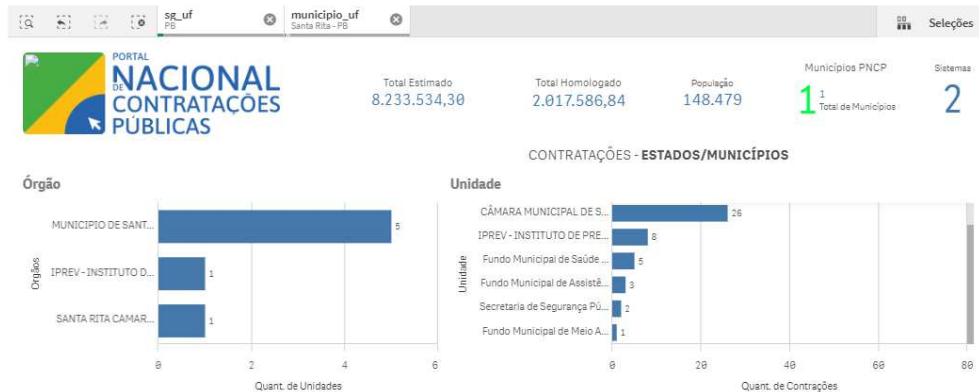 sg_uf
PB
municipio_uf
Santa Rita - PB
Seleções
PORTAL
NACIONAL
DE
CONTRATAÇÕES
PÚBLICAS
Total Estimado
8.233.534,30
Total Homologado
2.017.586,84
População
148.479
Municípios PNCP
1
1
Total de Municípios
Sistemas
2
CONTRATAÇÕES - ESTADOS/MUNICÍPIOS
Órgão
Orgãos
MUNICIPIO DE SANT...
5
IPREV - INSTITUTO D...
1
SANTA RITA CAMAR...
1
0 2 4 6
Quant. de Unidades
Unidade
Unidade
CÂMARA MUNICIPAL DE S...
26
IPREV - INSTITUTO DE PRE...
8
Fundo Municipal de Saúde ...
5
Fundo Municipal de Assistê...
3
Secretaria de Segurança Pú...
2
Fundo Municipal de Meio A...
1
0 20 40 60 80
Quant. de Contrações